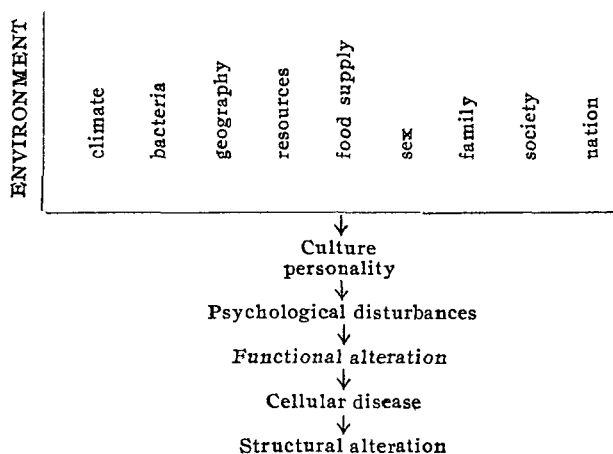 ENVIRONMENT
climate
bacteria
geography
resources
food supply
sex
family
society
nation
Culture
personality
Psychological disturbances
Functional alteration
Cellular disease
Structural alteration